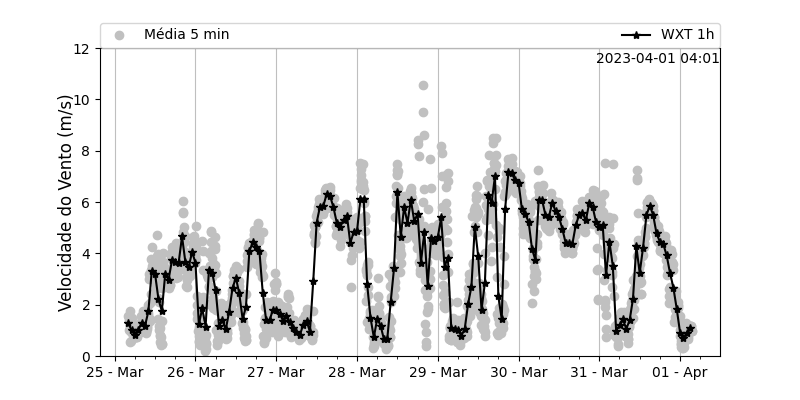 Média 5 min
WXT 1h
2023-04-01 04:01
Velocidade do Vento (m/s)
12
10
8
6
4
2
0
25 - Mar
26 - Mar
27 - Mar
28 - Mar
29 - Mar
30 - Mar
31 - Mar
01 - Apr